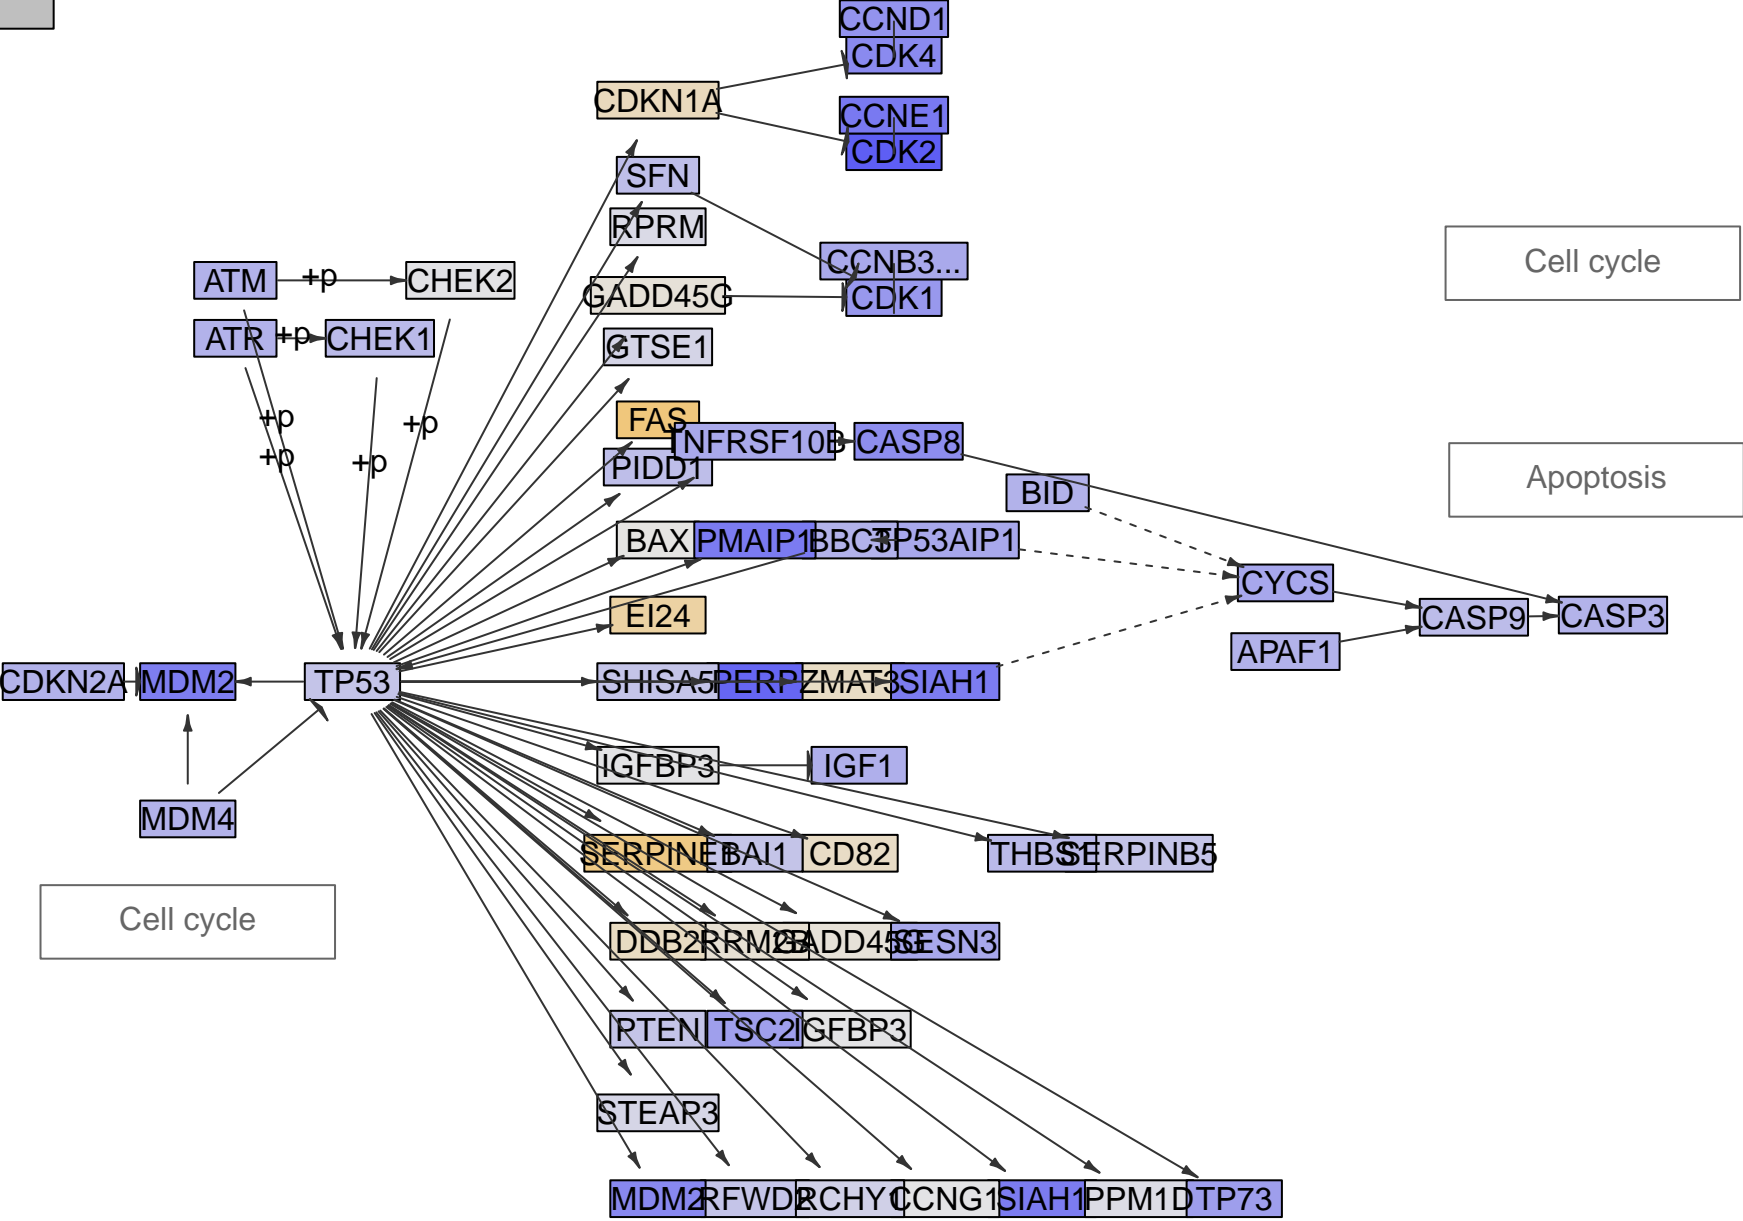 CCND1
CDK4
CDKN1A
CCNE1
CDK2
SFN
RPRM
CCNB3...
Cell cycle
ATM +p CHEK2
GADD45G
CDK1
ATR +p CHEK1
GTSE1
+p
+p
+p
+p
FAS
TNFRSF10B
CASP8
PIDD1
Apoptosis
BID
BAX PMAIP1 BBC3 TP53AIP1
CYCS
EI24
CASP9 CASP3
APAF1
CDKN2A MDM2 TP53 SHISA5 PERP ZMAT3 SIAH1
IGFBP3 IGF1
MDM4
SERPINE1 BAI1 CD82 THBS1 SERPINB5
Cell cycle
DDB2 RRM2B GADD45G SESN3
PTEN TSC2 IGFBP3
STEAP3
MDM2 RFWD2 RCHY1 CCNG1 SIAH1 PPM1D TP73